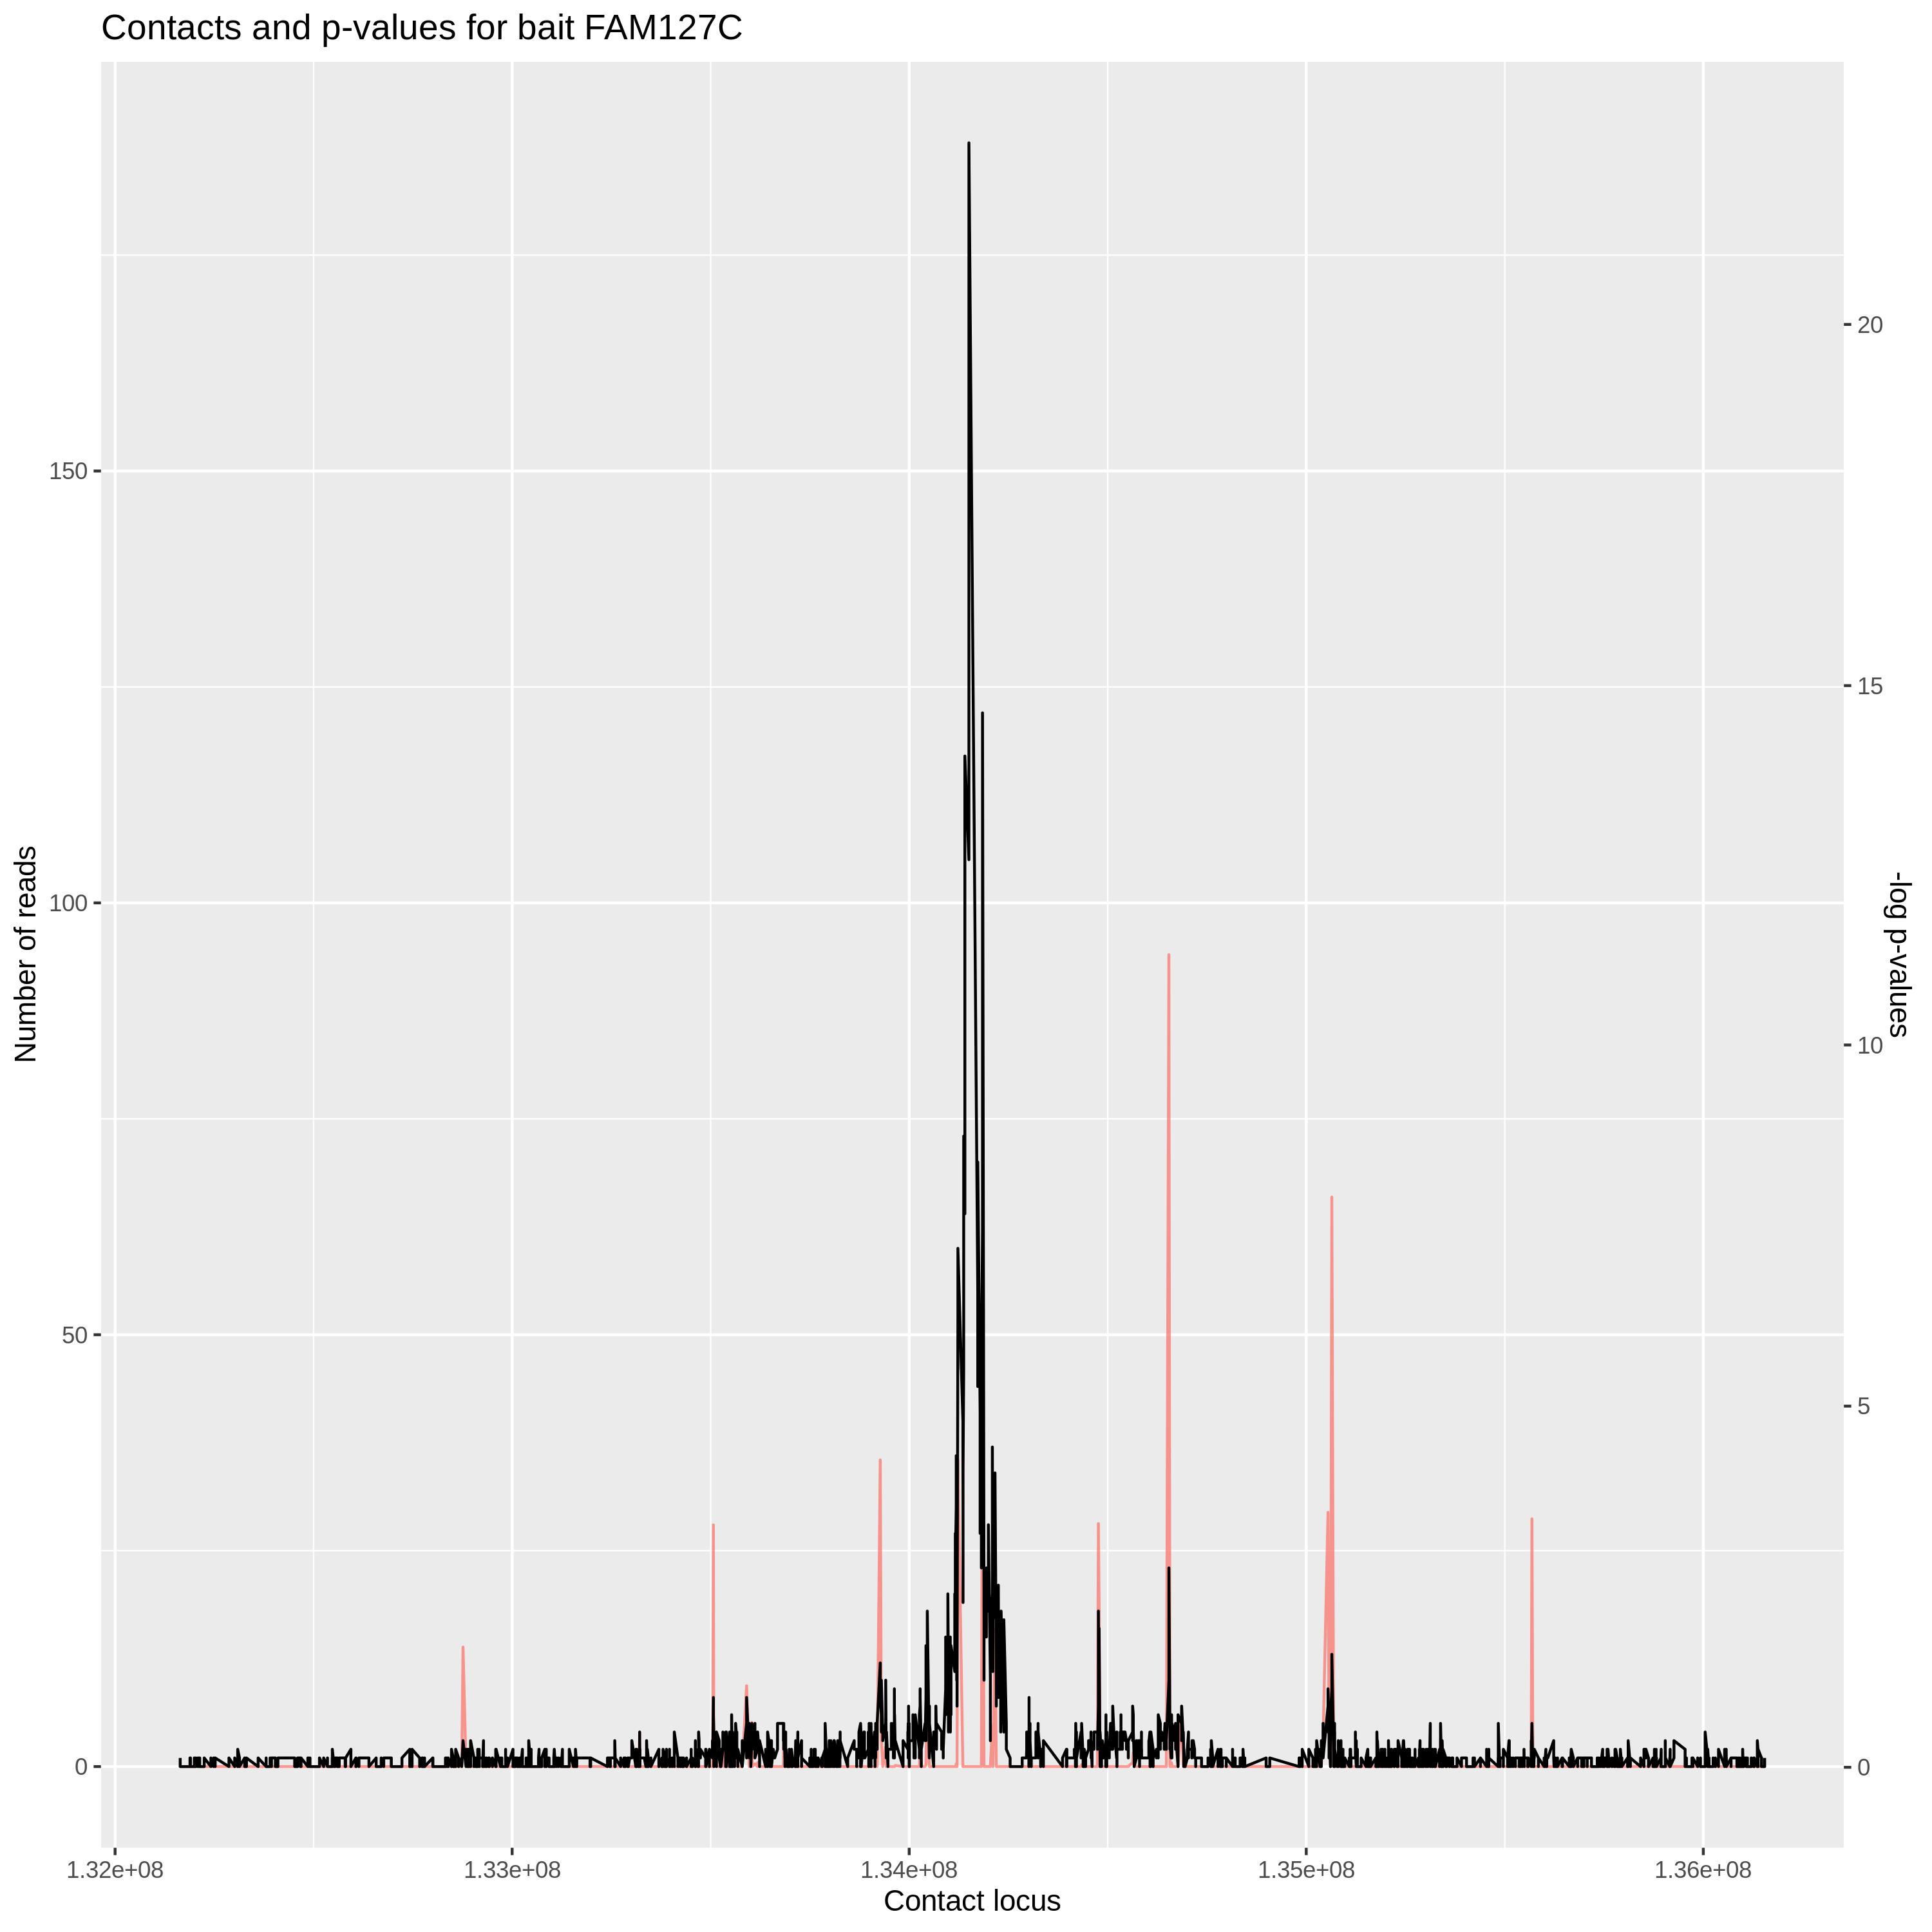 Contacts and p-values for bait FAM127C
Number of reads
150
100
50
0
20
15
10
5
0
-log p-values
1.32e+08
1.33e+08
1.34e+08
1.35e+08
1.36e+08
Contact locus